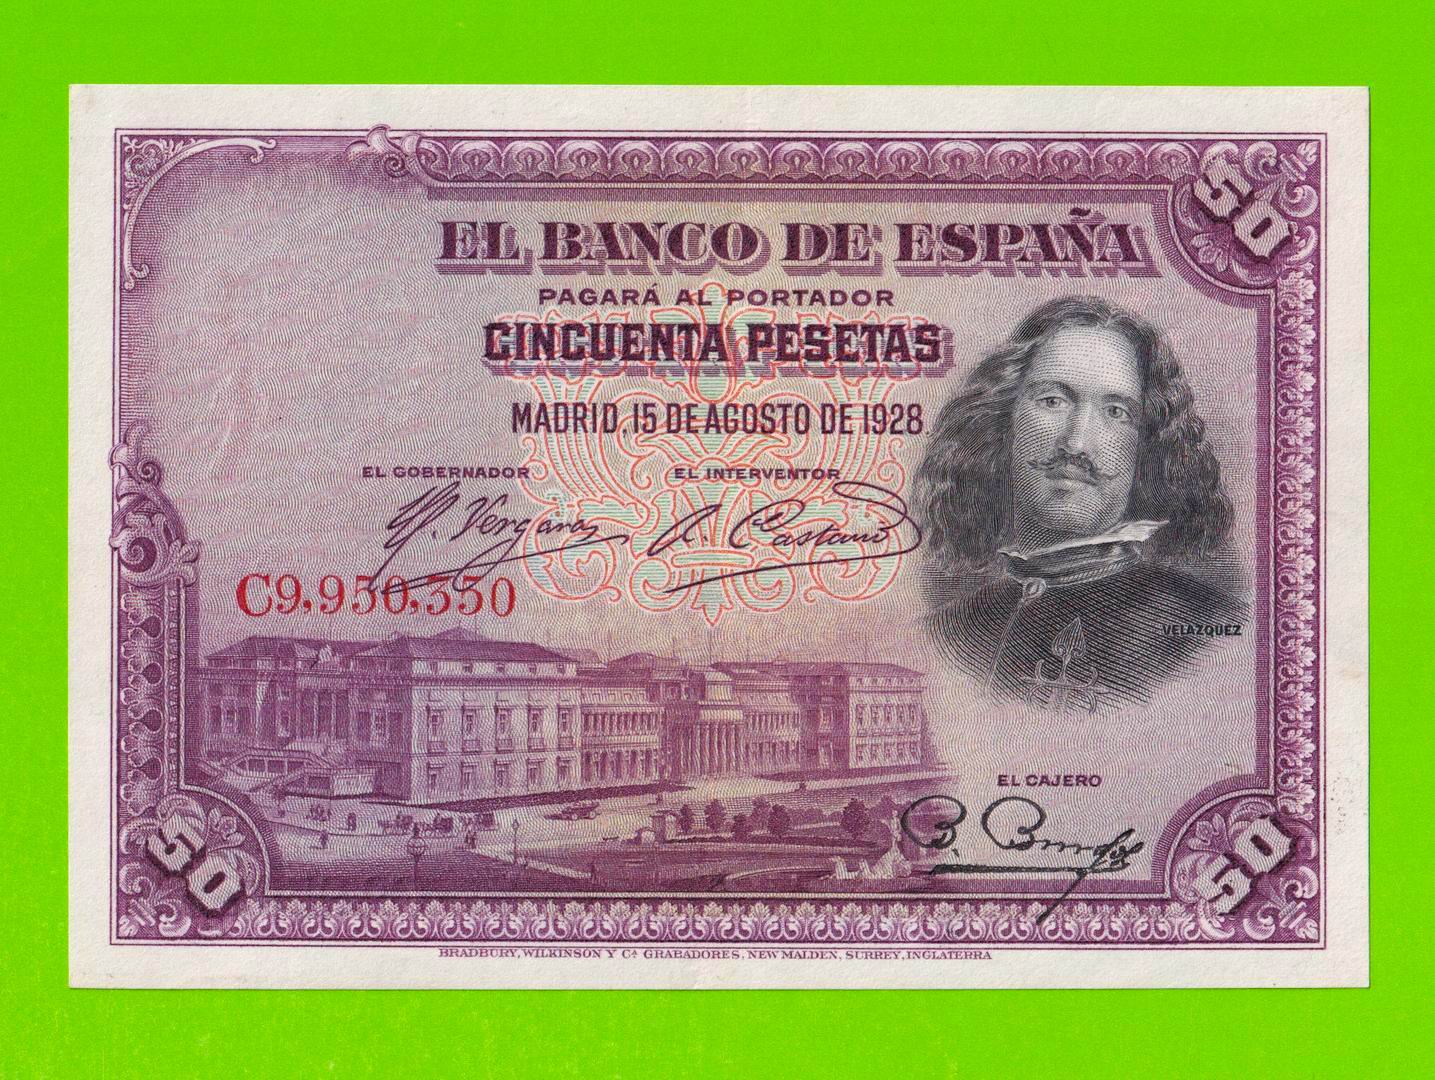 50
EL BANCO DE ESPAÑA
PAGARÁ AL PORTADOR
CINCUENTA PESETAS
MADRID, 15 DE AGOSTO DE 1928
EL GOBERNADOR EL INTERVENTOR
C9,950,350
VELAZQUEZ
EL CAJERO
50 50
BRADBURY, WILKINSON Y Cª GRABADORES, NEW MALDEN, SURREY, INGLATERRA